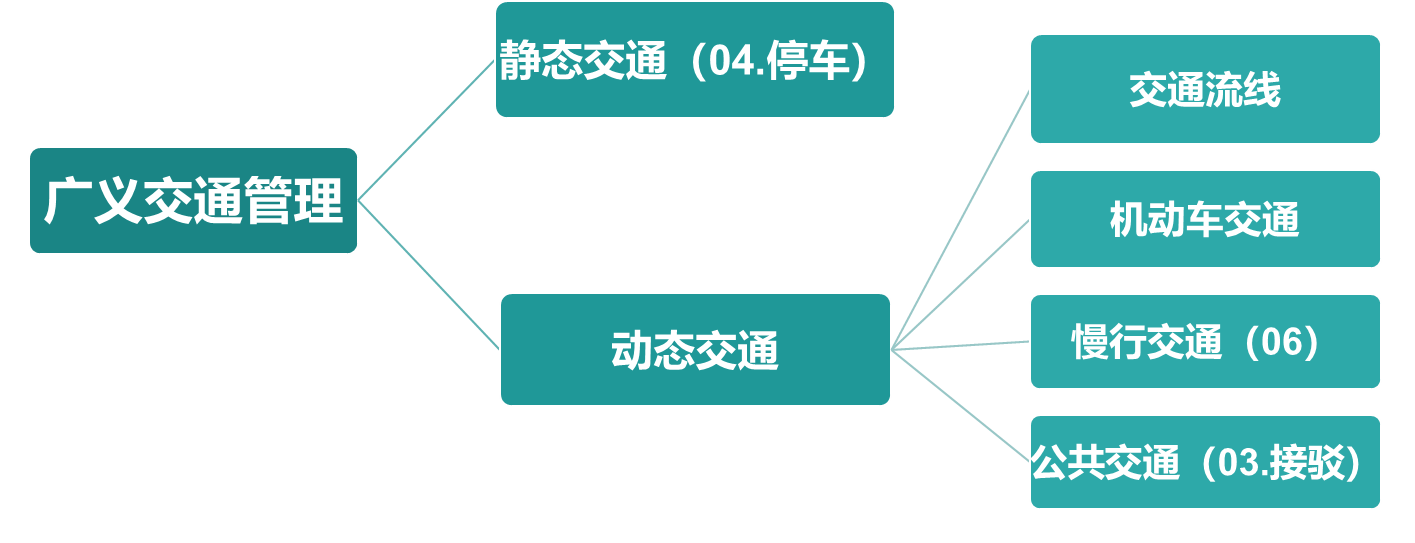 广义交通管理
静态交通（04.停车）
动态交通
交通流线
机动车交通
慢行交通（06）
公共交通（03.接驳）